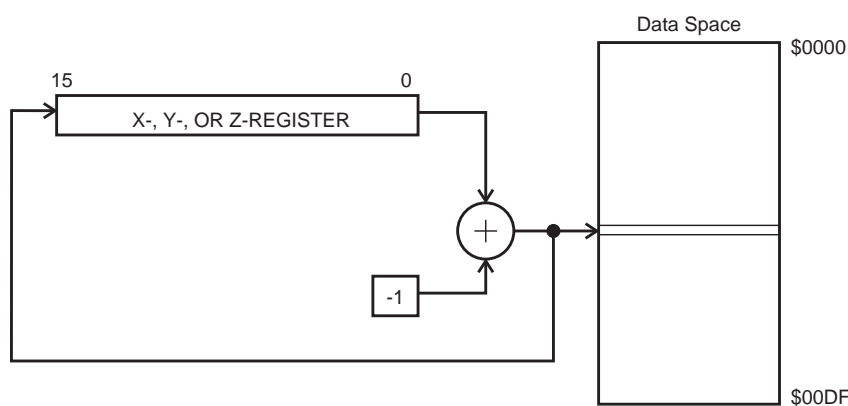 Data Space
$0000
15
0
X-, Y-, OR Z-REGISTER
+
-1
$00DF